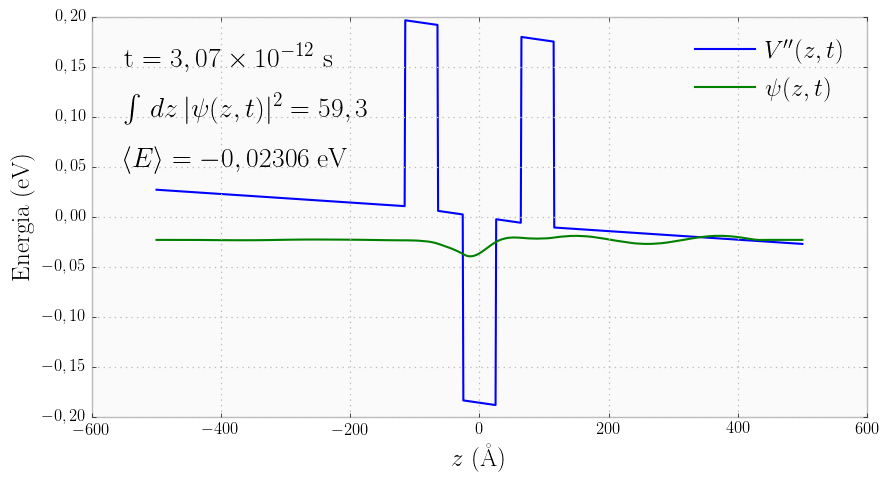 0,20
0,15
0,10
0,05
0,00
−0,05
−0,10
−0,15
−0,20
Energia (eV)
t = 3,07 × 10⁻¹² s
∫ dz |ψ(z, t)|² = 59,3
⟨E⟩ = −0,02306 eV
V″(z, t)
ψ(z, t)
−600 −400 −200 0 200 400 600
z (Å)